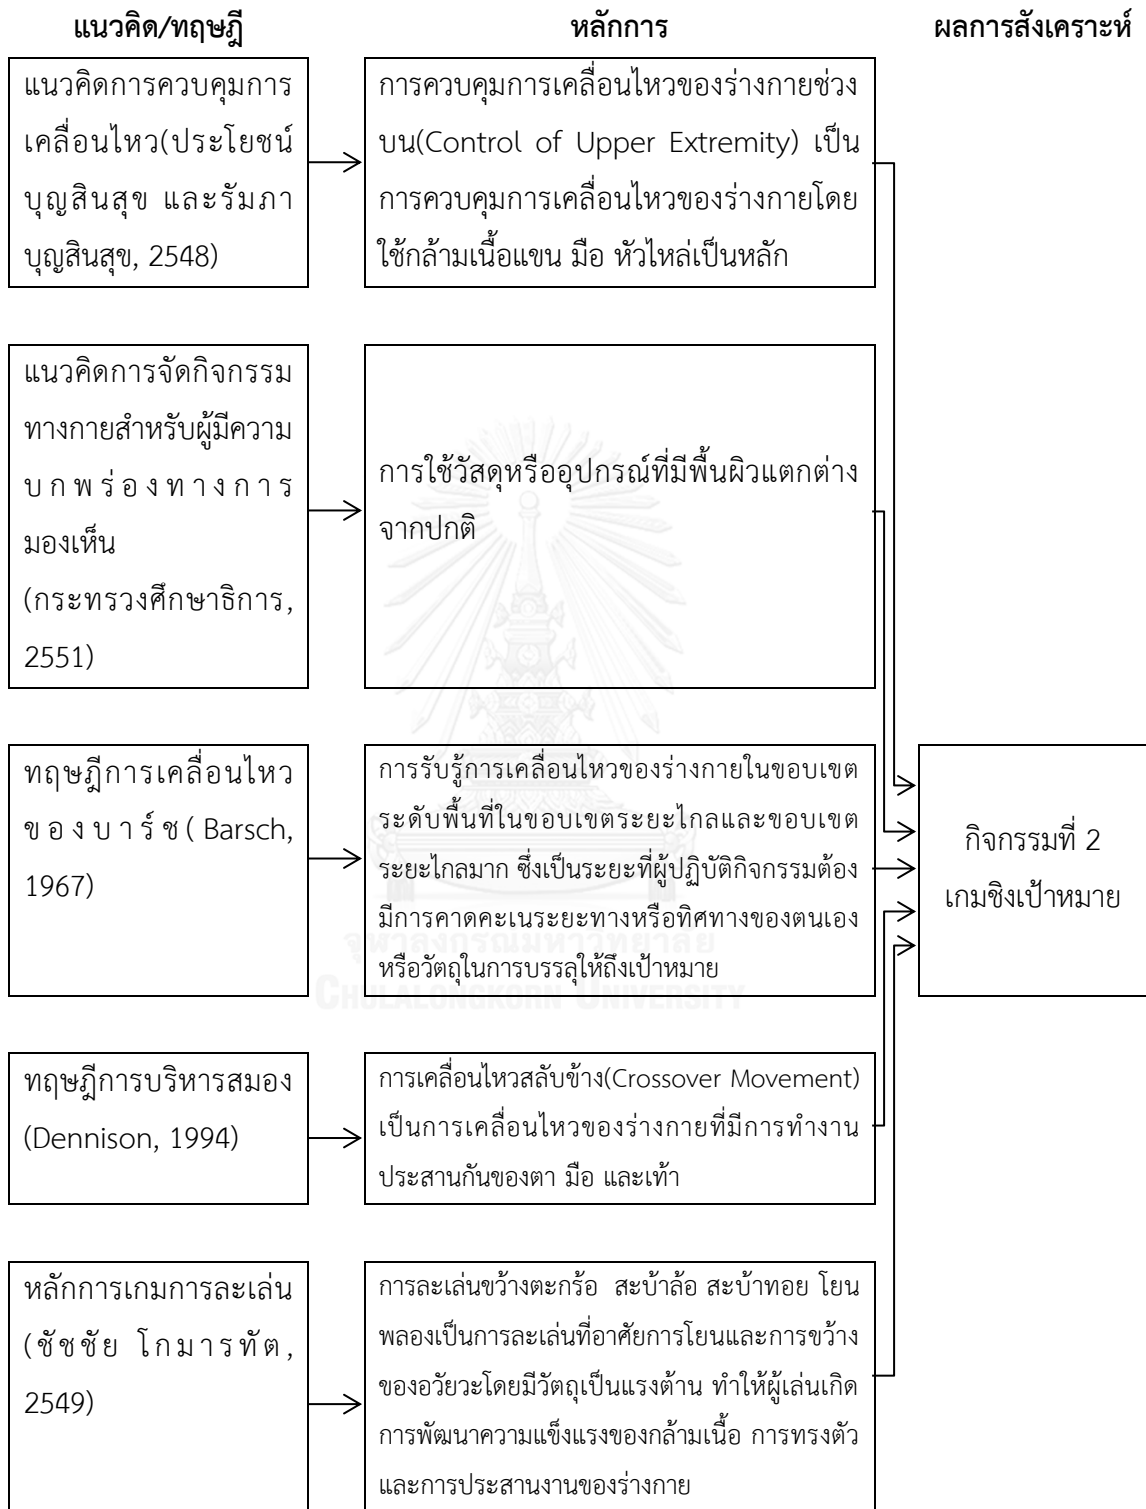 แนวคิด/ทฤษฎี
หลักการ
ผลการสังเคราะห์
แนวคิดการควบคุมการ
เคลื่อนไหว(ประโยชน์
บุญสินสุข และรัมภา
บุญสินสุข, 2548)
การควบคุมการเคลื่อนไหวของร่างกายช่วง
บน(Control of Upper Extremity) เป็น
การควบคุมการเคลื่อนไหวของร่างกายโดย
ใช้กล้ามเนื้อแขน มือ หัวไหล่เป็นหลัก
แนวคิดการจัดกิจกรรม
ทางกายสำหรับผู้มีความ
บกพร่องทางการ
มองเห็น
(กระทรวงศึกษาธิการ,
2551)
การใช้วัสดุหรืออุปกรณ์ที่มีพื้นผิวแตกต่าง
จากปกติ
ทฤษฎีการเคลื่อนไหว
ของบาร์ช( Barsch,
1967)
การรับรู้การเคลื่อนไหวของร่างกายในขอบเขต
ระดับพื้นที่ในขอบเขตระยะไกลและขอบเขต
ระยะไกลมาก ซึ่งเป็นระยะที่ผู้ปฏิบัติกิจกรรมต้อง
มีการคาดคะเนระยะทางหรือทิศทางของตนเอง
หรือวัตถุในการบรรลุให้ถึงเป้าหมาย
กิจกรรมที่ 2
เกมชิงเป้าหมาย
จุฬาลงกรณ์มหาวิทยาลัย
CHULALONGKORN UNIVERSITY
ทฤษฎีการบริหารสมอง
(Dennison, 1994)
การเคลื่อนไหวสลับข้าง(Crossover Movement)
เป็นการเคลื่อนไหวของร่างกายที่มีการทำงาน
ประสานกันของตา มือ และเท้า
หลักการเกมการละเล่น
(ชัชชัย โกมารทัต,
2549)
การละเล่นขว้างตะกร้อ สะบ้าล้อ สะบ้าทอย โยน
พลองเป็นการละเล่นที่อาศัยการโยนและการขว้าง
ของอวัยวะโดยมีวัตถุเป็นแรงต้าน ทำให้ผู้เล่นเกิด
การพัฒนาความแข็งแรงของกล้ามเนื้อ การทรงตัว
และการประสานงานของร่างกาย